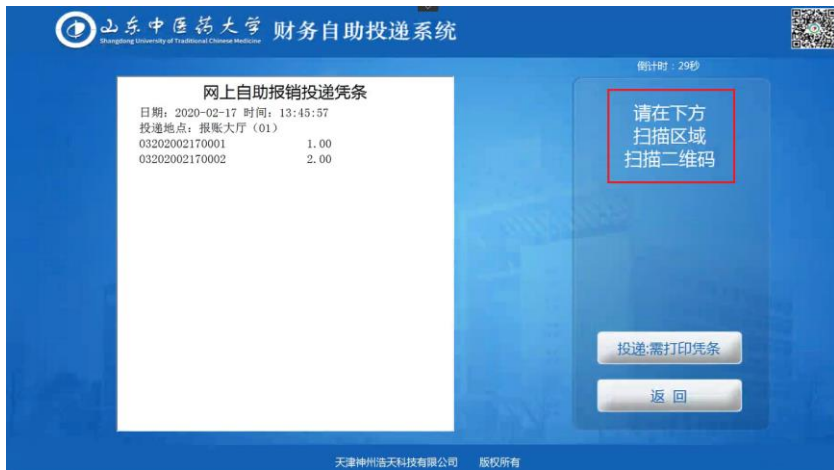 山东中医药大学 财务自助投递系统
Shangdong University of Traditional Chinese Medicine
倒计时：29秒
网上自助报销投递凭条
日期：2020-02-17 时间：13:45:57
投递地点：报账大厅（01）
03202002170001 1.00
03202002170002 2.00
请在下方
扫描区域
扫描二维码
投递:需打印凭条
返 回
天津神州浩天科技有限公司 版权所有